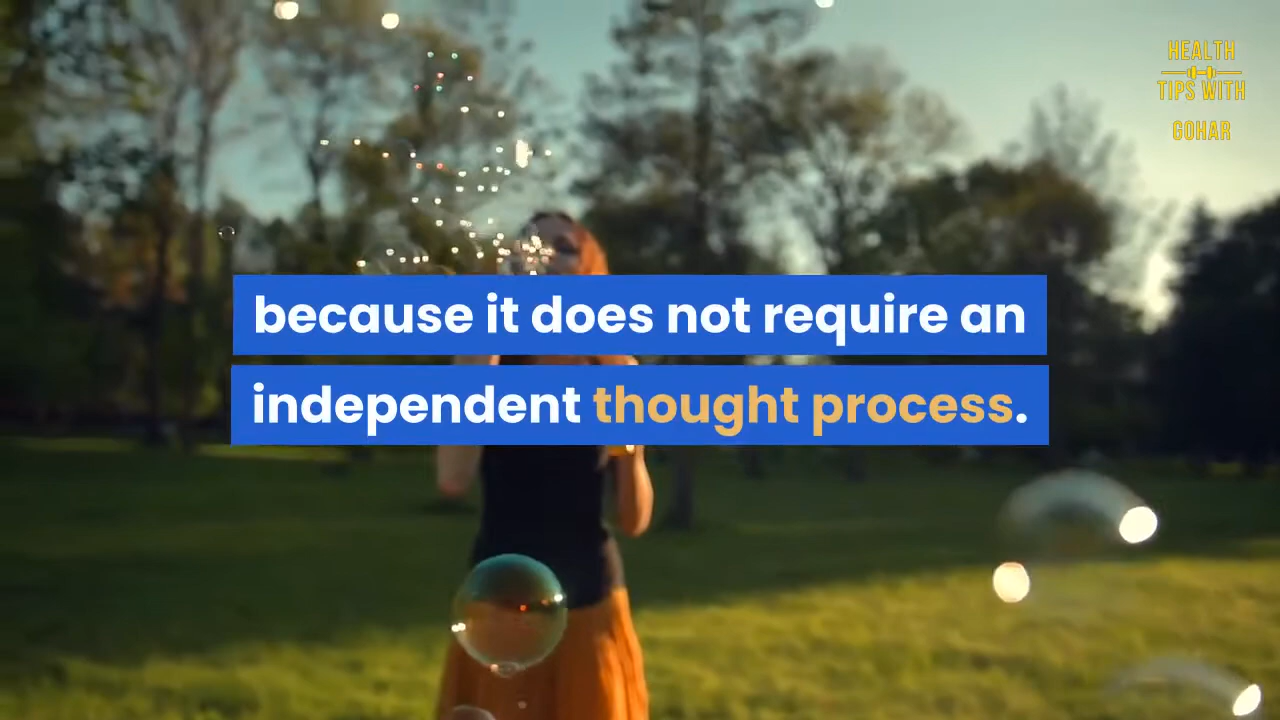 HEALTH
TIPS WITH
GOHAR
because it does not require an
independent thought process.